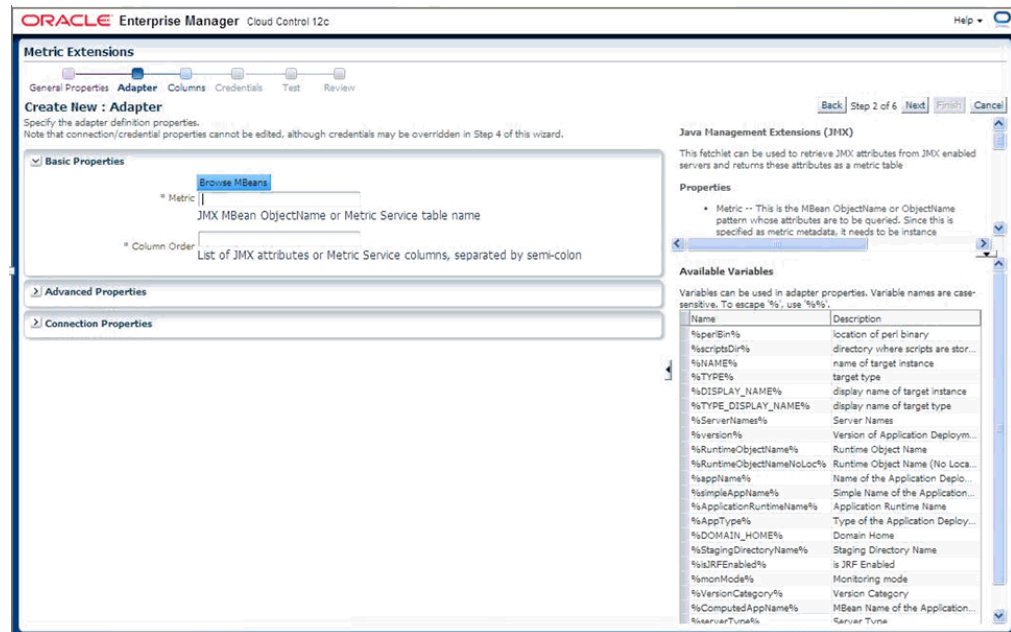 ORACLE Enterprise Manager Cloud Control 12c
Help
Metric Extensions
General Properties Adapter Columns Credentials Test Review
Create New : Adapter
Back Step 2 of 6 Next Finish Cancel
Specify the adapter definition properties.
Note that connection/credential properties cannot be edited, although credentials may be overridden in Step 4 of this wizard.
Basic Properties
Browse MBeans
* Metric
JMX MBean ObjectName or Metric Service table name
* Column Order
List of JMX attributes or Metric Service columns, separated by semi-colon
Advanced Properties
Connection Properties
Java Management Extensions (JMX)
This fetchlet can be used to retrieve JMX attributes from JMX enabled
servers and returns these attributes as a metric table
Properties
• Metric -- This is the MBean ObjectName or ObjectName
pattern whose attributes are to be queried. Since this is
specified as metric metadata, it needs to be instance
Available Variables
Variables can be used in adapter properties. Variable names are case-
sensitive. To escape '%', use '%%'.
Name Description
%perlBin% location of perl binary
%scriptsDir% directory where scripts are stor...
%NAME% name of target instance
%TYPE% target type
%DISPLAY_NAME% display name of target instance
%TYPE_DISPLAY_NAME% display name of target type
%ServerNames% Server Names
%version% Version of Application Deploym...
%RuntimeObjectName% Runtime Object Name
%RuntimeObjectNameNoLoc% Runtime Object Name (No Loca...
%appName% Name of the Application Deplo...
%simpleAppName% Simple Name of the Application...
%ApplicationRuntimeName% Application Runtime Name
%AppType% Type of the Application Deploy...
%DOMAIN_HOME% Domain Home
%StagingDirectoryName% Staging Directory Name
%isJRFEnabled% is JRF Enabled
%monMode% Monitoring mode
%VersionCategory% Version Category
%ComputedAppName% MBean Name of the Application...
%serverType% Server Type